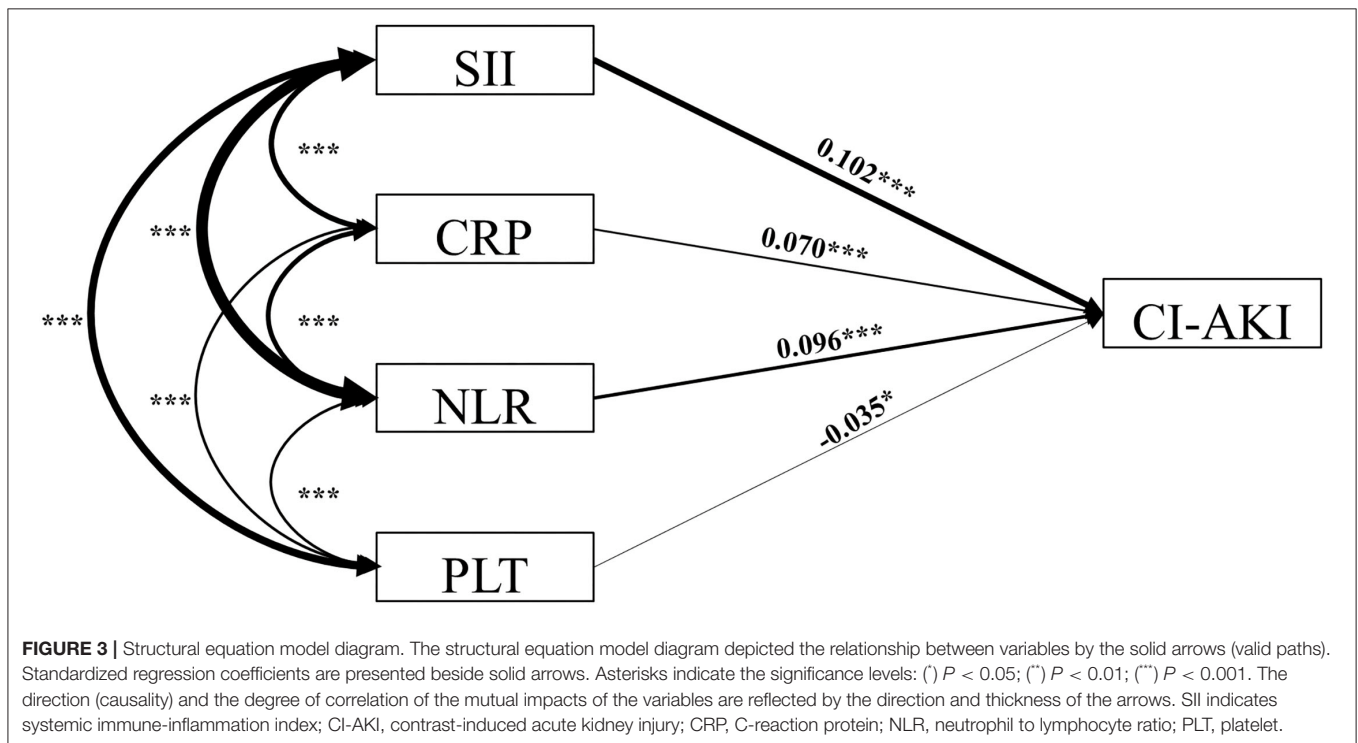 SII
***
0.102***
CRP
***
0.070***
***
***
CI-AKI
***
NLR
0.096***
***
***
-0.035*
PLT
FIGURE 3 | Structural equation model diagram. The structural equation model diagram depicted the relationship between variables by the solid arrows (valid paths).
Standardized regression coefficients are presented beside solid arrows. Asterisks indicate the significance levels: (*) P < 0.05; (**) P < 0.01; (***) P < 0.001. The
direction (causality) and the degree of correlation of the mutual impacts of the variables are reflected by the direction and thickness of the arrows. SII indicates
systemic immune-inflammation index; CI-AKI, contrast-induced acute kidney injury; CRP, C-reaction protein; NLR, neutrophil to lymphocyte ratio; PLT, platelet.